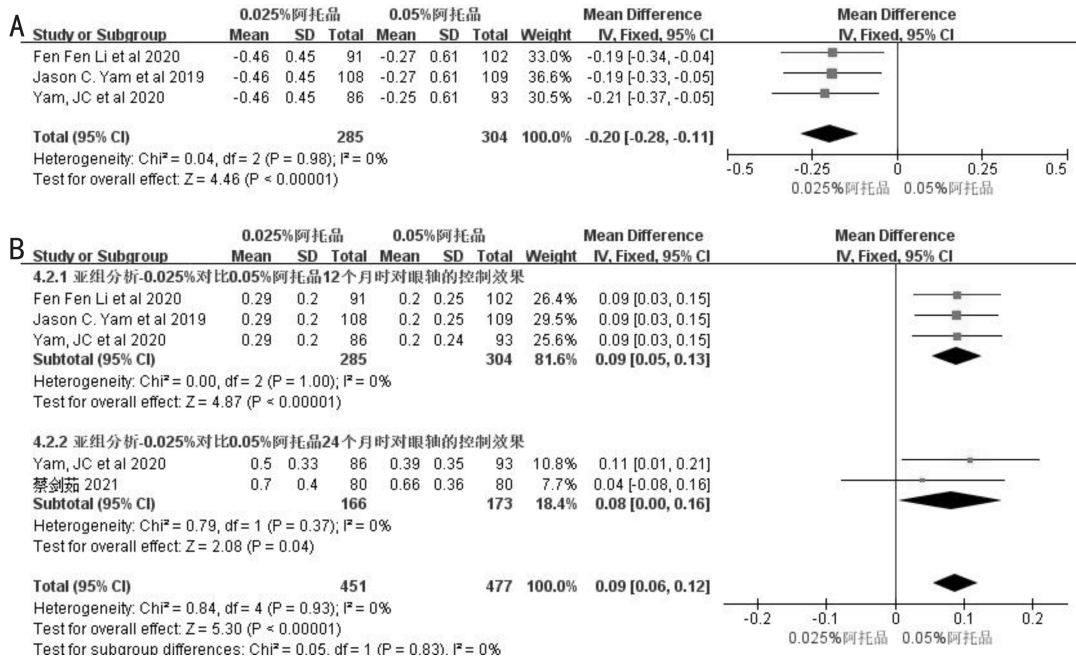 A
0.025%阿托品 0.05%阿托品 Mean Difference Mean Difference
Study or Subgroup Mean SD Total Mean SD Total Weight IV, Fixed, 95% CI IV, Fixed, 95% CI
Fen Fen Li et al 2020 -0.46 0.45 91 -0.27 0.61 102 33.0% -0.19 [-0.34, -0.04]
Jason C. Yam et al 2019 -0.46 0.45 108 -0.27 0.61 109 36.6% -0.19 [-0.33, -0.05]
Yam, JC et al 2020 -0.46 0.45 86 -0.25 0.61 93 30.5% -0.21 [-0.37, -0.05]
Total (95% CI) 285 304 100.0% -0.20 [-0.28, -0.11]
Heterogeneity: Chi² = 0.04, df = 2 (P = 0.98); I² = 0%
Test for overall effect: Z = 4.46 (P < 0.00001)
-0.5 -0.25 0 0.25 0.5
0.025%阿托品 0.05%阿托品
B
0.025%阿托品 0.05%阿托品 Mean Difference Mean Difference
Study or Subgroup Mean SD Total Mean SD Total Weight IV, Fixed, 95% CI IV, Fixed, 95% CI
4.2.1 亚组分析-0.025%对比0.05%阿托品12个月时对眼轴的控制效果
Fen Fen Li et al 2020 0.29 0.2 91 0.2 0.25 102 26.4% 0.09 [0.03, 0.15]
Jason C. Yam et al 2019 0.29 0.2 108 0.2 0.25 109 29.5% 0.09 [0.03, 0.15]
Yam, JC et al 2020 0.29 0.2 86 0.2 0.24 93 25.6% 0.09 [0.03, 0.15]
Subtotal (95% CI) 285 304 81.6% 0.09 [0.05, 0.13]
Heterogeneity: Chi² = 0.00, df = 2 (P = 1.00); I² = 0%
Test for overall effect: Z = 4.87 (P < 0.00001)
4.2.2 亚组分析-0.025%对比0.05%阿托品24个月时对眼轴的控制效果
Yam, JC et al 2020 0.5 0.33 86 0.39 0.35 93 10.8% 0.11 [0.01, 0.21]
蔡剑茹 2021 0.7 0.4 80 0.66 0.36 80 7.7% 0.04 [-0.08, 0.16]
Subtotal (95% CI) 166 173 18.4% 0.08 [0.00, 0.16]
Heterogeneity: Chi² = 0.79, df = 1 (P = 0.37); I² = 0%
Test for overall effect: Z = 2.08 (P = 0.04)
Total (95% CI) 451 477 100.0% 0.09 [0.06, 0.12]
Heterogeneity: Chi² = 0.84, df = 4 (P = 0.93); I² = 0%
Test for overall effect: Z = 5.30 (P < 0.00001)
Test for subgroup differences: Chi² = 0.05, df = 1 (P = 0.83), I² = 0%
-0.2 -0.1 0 0.1 0.2
0.025%阿托品 0.05%阿托品